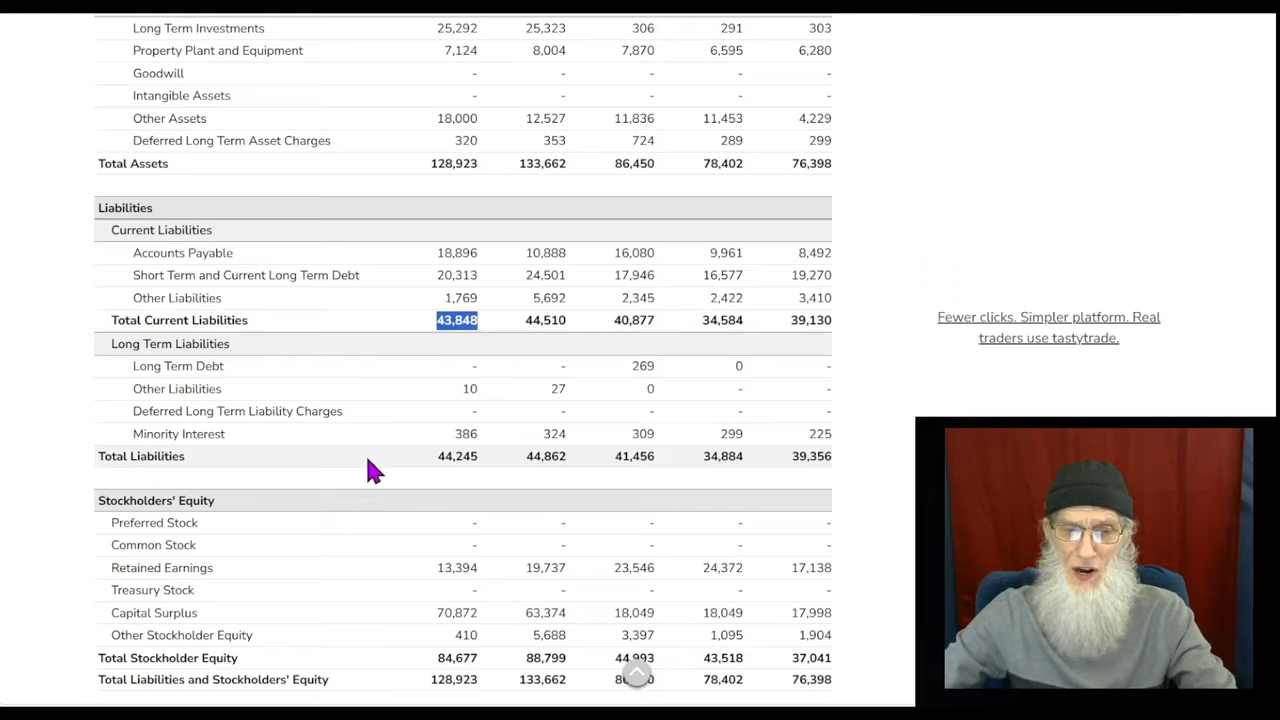 Long Term Investments 25,292 25,323 306 291 303
Property Plant and Equipment 7,124 8,004 7,870 6,595 6,280
Goodwill - - - - -
Intangible Assets - - - - -
Other Assets 18,000 12,527 11,836 11,453 4,229
Deferred Long Term Asset Charges 320 353 724 289 299
Total Assets 128,923 133,662 86,450 78,402 76,398
Liabilities
Current Liabilities
Accounts Payable 18,896 10,888 16,080 9,961 8,492
Short Term and Current Long Term Debt 20,313 24,501 17,946 16,577 19,270
Other Liabilities 1,769 5,692 2,345 2,422 3,410
Total Current Liabilities 43,848 44,510 40,877 34,584 39,130
Long Term Liabilities
Long Term Debt - - 269 0 -
Other Liabilities 10 27 0 - -
Deferred Long Term Liability Charges - - - - -
Minority Interest 386 324 309 299 225
Total Liabilities 44,245 44,862 41,456 34,884 39,356
Stockholders' Equity
Preferred Stock - - - - -
Common Stock - - - - -
Retained Earnings 13,394 19,737 23,546 24,372 17,138
Treasury Stock - - - - -
Capital Surplus 70,872 63,374 18,049 18,049 17,998
Other Stockholder Equity 410 5,688 3,397 1,095 1,904
Total Stockholder Equity 84,677 88,799 44,993 43,518 37,041
Total Liabilities and Stockholders' Equity 128,923 133,662 78,402 76,398
Fewer clicks. Simpler platform. Real
traders use tastytrade.